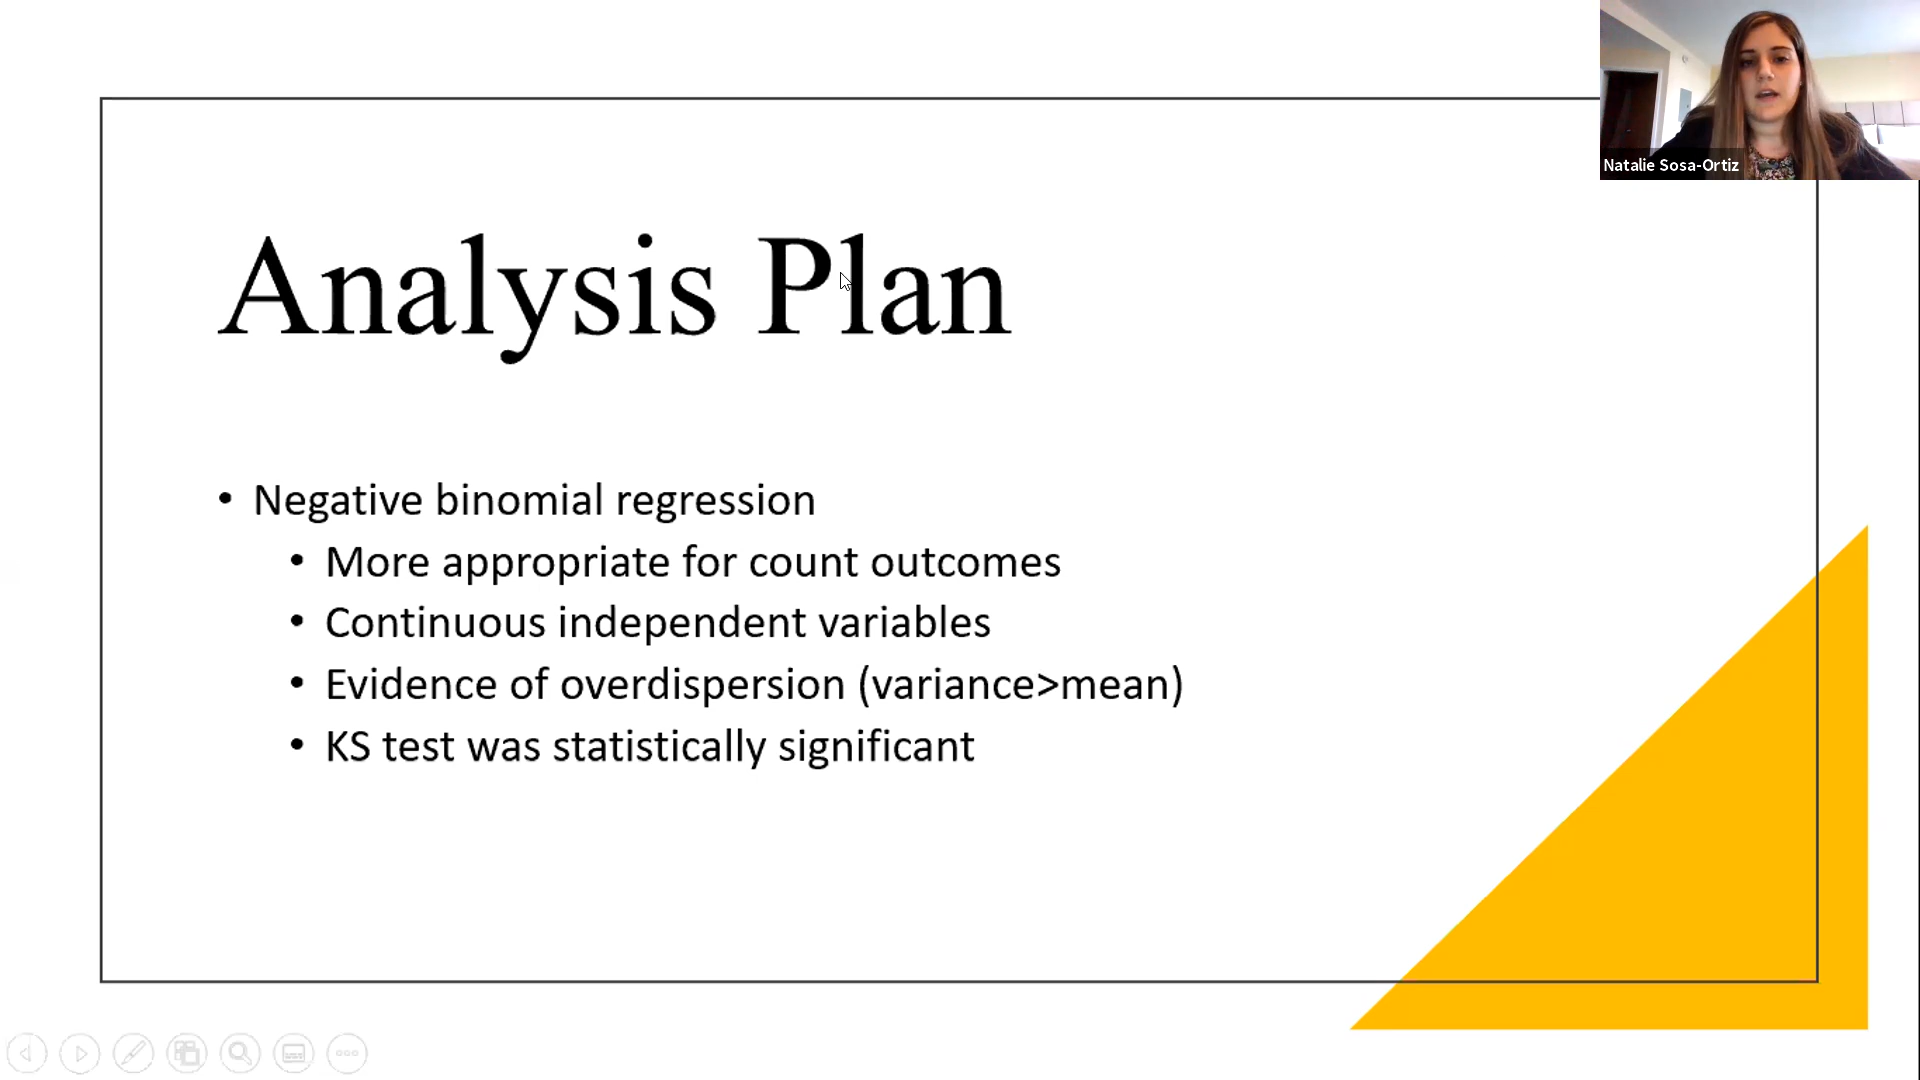 Natalie Sosa-Ortiz
Analysis Plan
• Negative binomial regression
• More appropriate for count outcomes
• Continuous independent variables
• Evidence of overdispersion (variance>mean)
• KS test was statistically significant